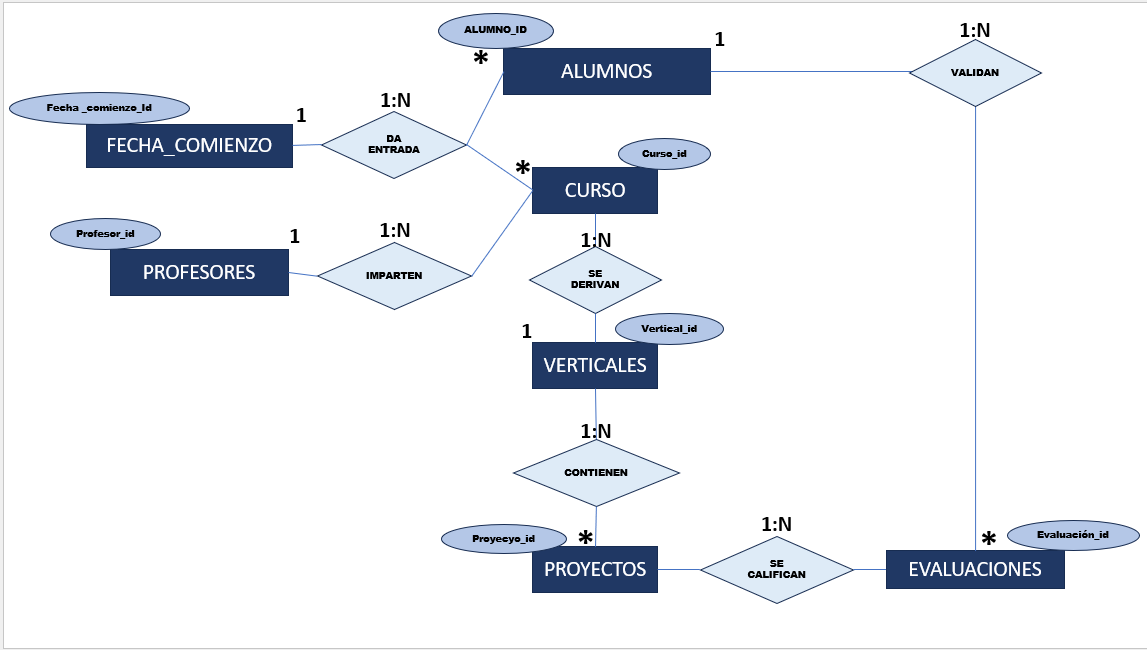 ALUMNO_ID
1
1:N
*
ALUMNOS
VALIDAN
Fecha _comienzo_Id
1:N
1
FECHA_COMIENZO
DA
ENTRADA
Curso_id
*
CURSO
Profesor_id
1
1:N
1:N
PROFESORES
IMPARTEN
SE
DERIVAN
1
Vertical_id
VERTICALES
1:N
CONTIENEN
1:N
Proyecyo_id
*
*
Evaluación_id
PROYECTOS
SE
CALIFICAN
EVALUACIONES